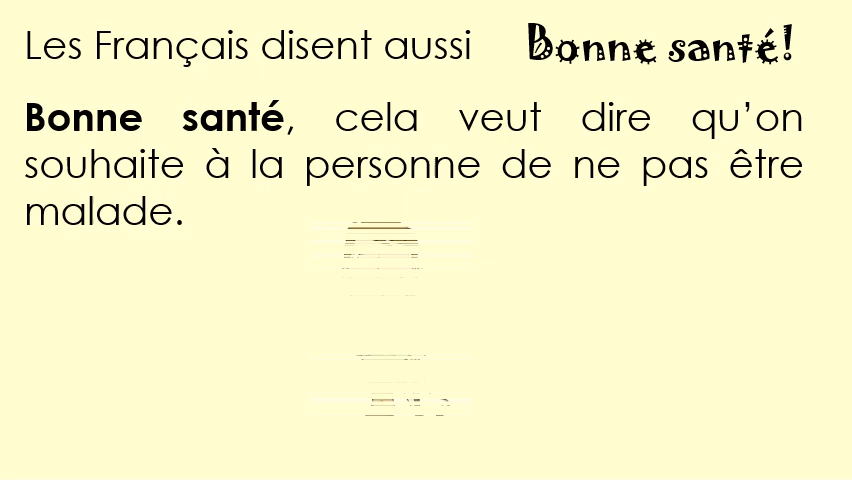 Les Français disent aussi Bonne santé!
Bonne santé, cela veut dire qu’on
souhaite à la personne de ne pas être
malade.